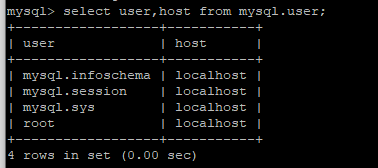 mysql> select user,host from mysql.user;
+------------------+-----------+
| user             | host      |
+------------------+-----------+
| mysql.infoschema | localhost |
| mysql.session    | localhost |
| mysql.sys        | localhost |
| root             | localhost |
+------------------+-----------+
4 rows in set (0.00 sec)